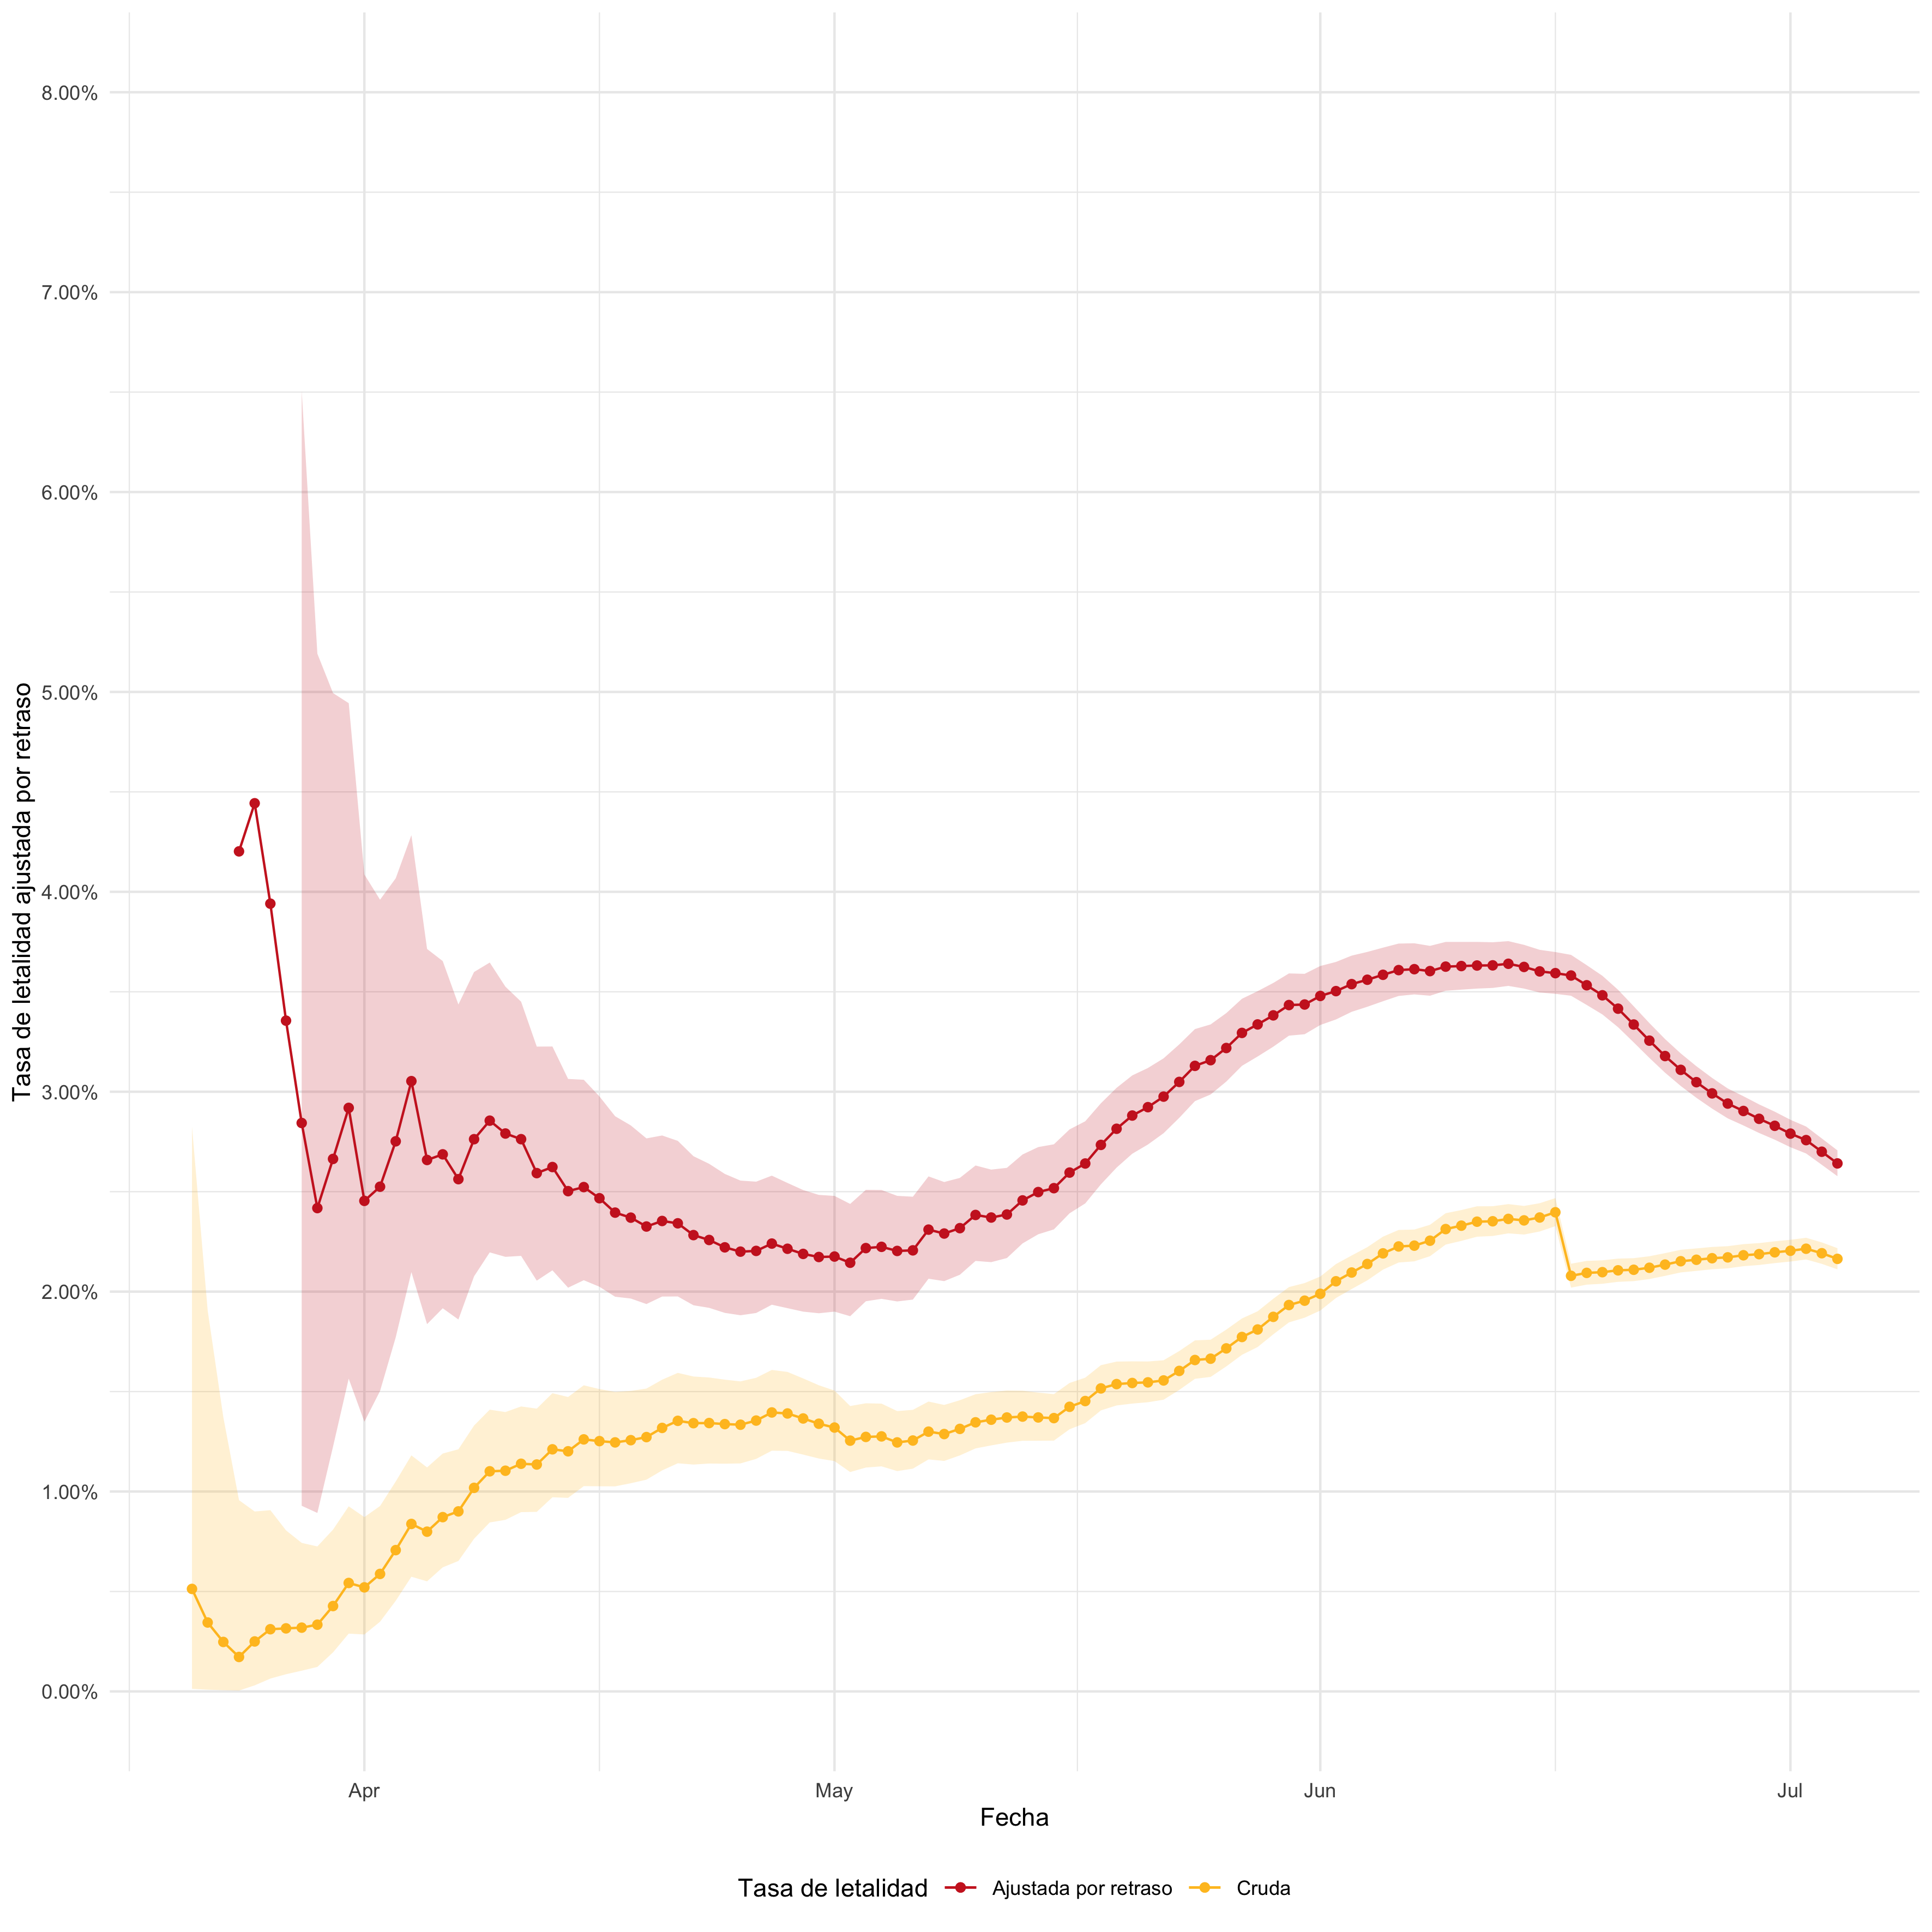 8.00%
7.00%
6.00%
5.00%
4.00%
3.00%
2.00%
1.00%
0.00%
Tasa de letalidad ajustada por retraso
Apr May Jun Jul
Fecha
Tasa de letalidad Ajustada por retraso Cruda